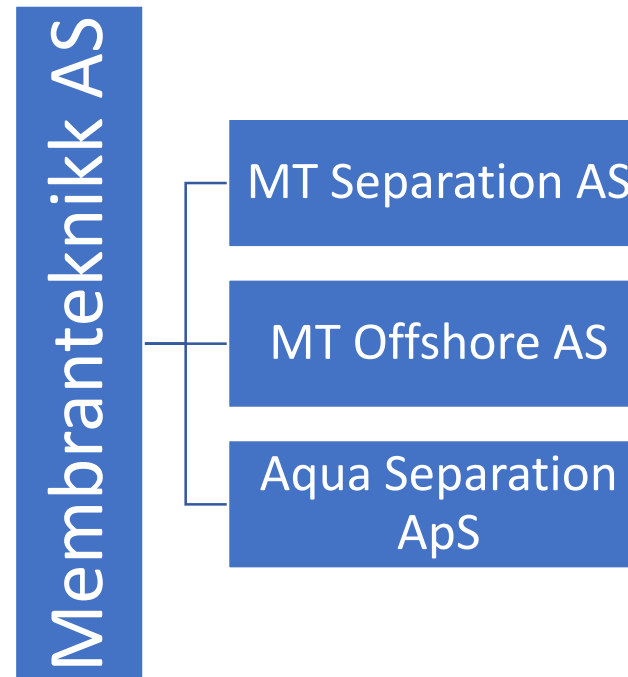 Membranteknikk AS
MT Separation AS
MT Offshore AS
Aqua Separation
ApS